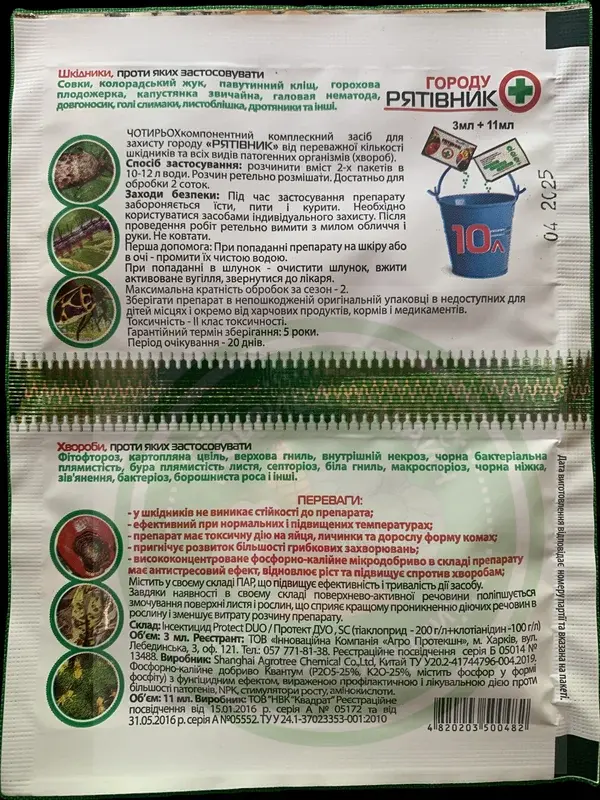 Шкідники, проти яких застосовувати
Совки, колорадський жук, павутинний кліщ, горохова
плодожерка, капустянка звичайна, галовая нематода,
довгоносик, голі слимаки, листоблішка, дротяники та інші.
ГОРОДУ
РЯТІВНИК
3мл + 11мл
10л
04 2025
ЧОТИРЬОХкомпонентний комплексний засіб для
захисту городу «РЯТІВНИК» від переважної кількості
шкідників та всіх видів патогенних організмів (хвороб).
Спосіб застосування: розчинити вміст 2-х пакетів в
10-12 л води. Розчин ретельно розмішати. Достатньо для
обробки 2 соток.
Заходи безпеки: Під час застосування препарату
забороняється їсти, пити і курити. Необхідно
користуватися засобами індивідуального захисту. Після
проведення робіт ретельно вимити з милом обличчя і
руки. Не ковтати.
Перша допомога: При попаданні препарату на шкіру або
в очі - промити їх чистою водою.
При попаданні в шлунок - очистити шлунок, вжити
активоване вугілля, звернутися до лікаря.
Максимальна кратність обробок за сезон - 2.
Зберігати препарат в непошкодженій оригінальній упаковці в недоступних для
дітей місцях і окремо від харчових продуктів, кормів і медикаментів.
Токсичність - II клас токсичності.
Гарантійний термін зберігання: 5 роки.
Період очікування - 20 днів.
Хвороби, проти яких застосовувати
Фітофтороз, картопляна цвіль, верхова гниль, внутрішній некроз, чорна бактеріальна
плямистість, бура плямистість листя, септоріоз, біла гниль, макроспоріоз, чорна ніжка,
зів'янення, бактеріоз, борошниста роса і інші.
ПЕРЕВАГИ:
- у шкідників не виникає стійкості до препарата;
- ефективний при нормальних і підвищених температурах;
- препарат має токсичну дію на яйця, личинки та дорослу форму комах;
- пригнічує розвиток більшості грибкових захворювань;
- висококонцентроване фосфорно-калійне мікродобриво в складі препарату
має антистресовий ефект, відновлює ріст та підвищує спротив хворобам;
Містить у своєму складі ПАР, що підвищує ефективність і тривалість дії засобу.
Завдяки наявності в своєму складі поверхнево-активної речовини поліпшується
змочування поверхні листя і рослин, що сприяє кращому проникненню діючих речовин в
рослину і зменшує витрату розчину препарату.
Склад: Інсектицид Protect DUO / Протект ДУО , SC (тіаклоприд - 200 г/л+клотіанідин -100 г/л)
Об'єм: 3 мл. Реєстрант: ТОВ «Інноваційна Компанія «Агро Протекшн», м. Харків, вул.
Лебединська, 3, оф. 121. Тел.: 057 771-81-38. Реєстраційне посвідчення серія Б 05014 №
13488. Виробник: Shanghai Agrotree Chemical Co.,Ltd, Китай ТУ У20.2-41744796-004.2019.
Фосфорно-калійне добриво Квантум (P2O5-25%, K2O-25%, містить фосфор у формі
фосфіту) з фунгіцидним ефектом, вираженою профілактичною і лікувальною дією проти
більшості патогенів, NPK, стимулятори росту, амінокислоти.
Об'єм: 11 мл. Виробник: ТОВ "НВК "Квадрат" Реєстраційне
посвідчення від 15.01.2016 р. серія А № 05172 та від
31.05.2016 р. серія А №05552. ТУ У 24.1-37023353-001:2010
4 820203 500482
Дата виготовлення відповідає номеру партії та вказана на пакеті.